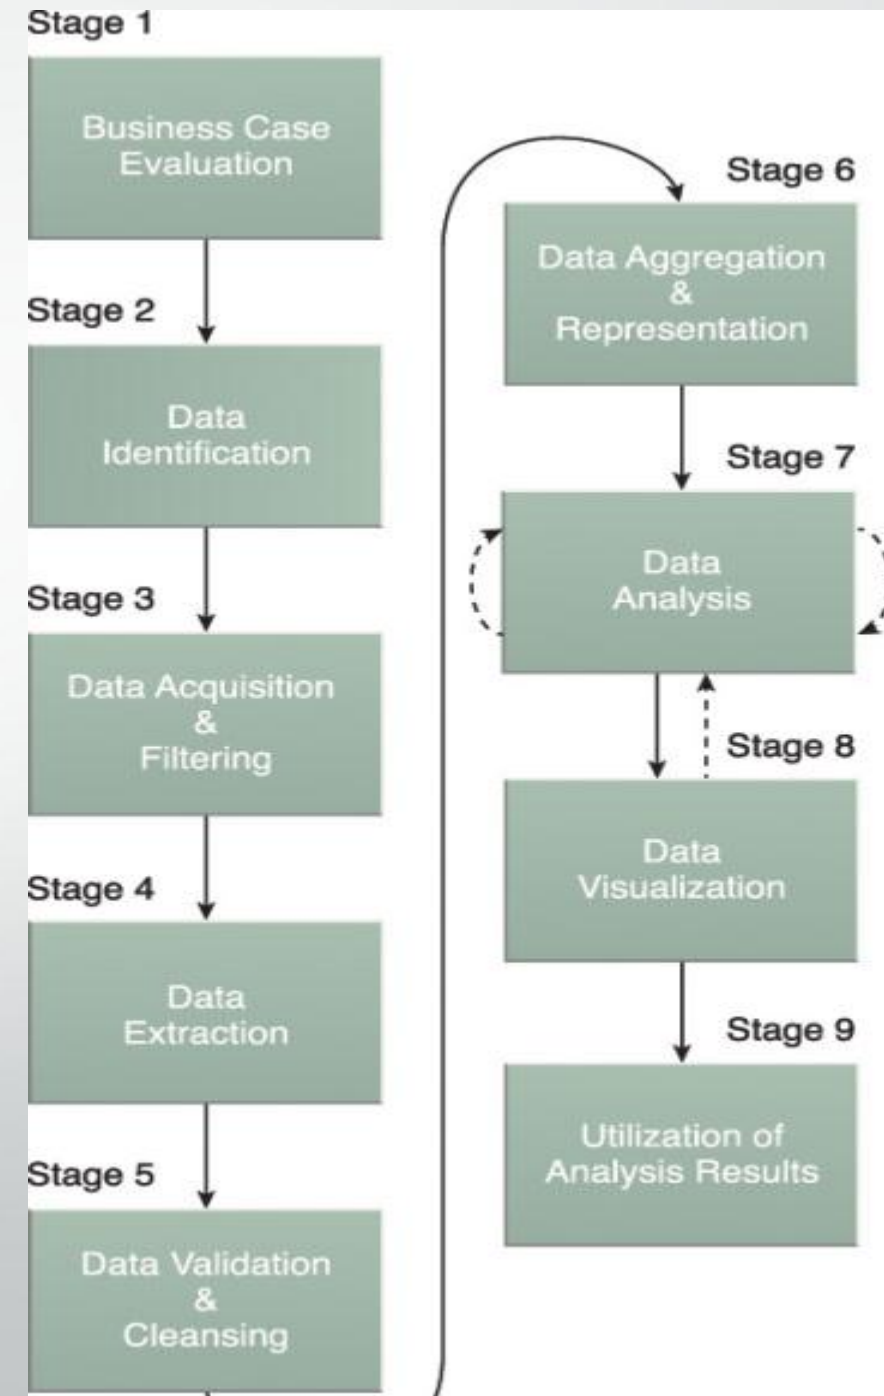 Stage 1
Business Case
Evaluation
Stage 2
Data
Identification
Stage 3
Data Acquisition
&
Filtering
Stage 4
Data
Extraction
Stage 5
Data Validation
&
Cleansing
Stage 6
Data Aggregation
&
Representation
Stage 7
Data
Analysis
Stage 8
Data
Visualization
Stage 9
Utilization of
Analysis Results